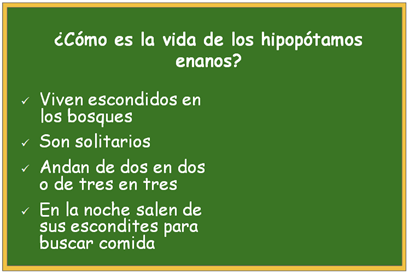 ¿Cómo es la vida de los hipopótamos
enanos?
✓ Viven escondidos en
los bosques
✓ Son solitarios
✓ Andan de dos en dos
o de tres en tres
✓ En la noche salen de
sus escondites para
buscar comida